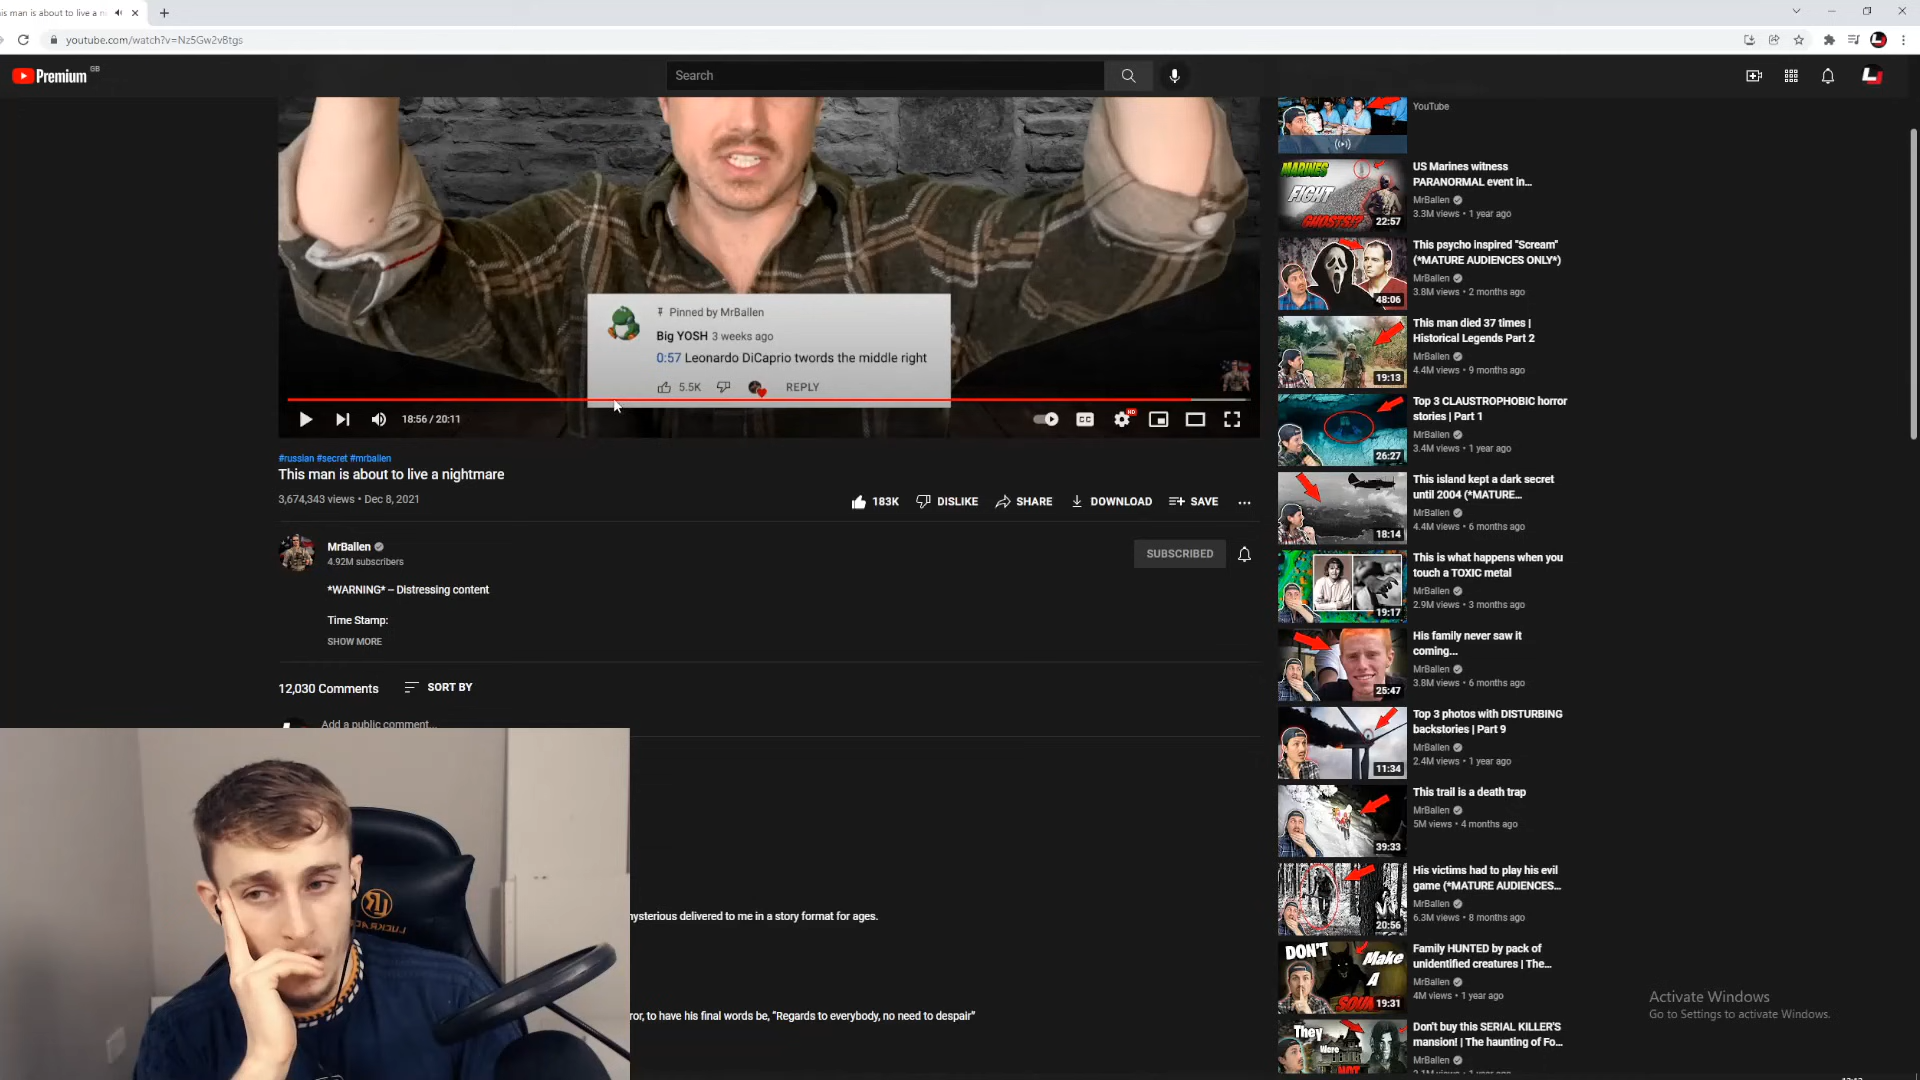 his man is about to live a n
youtube.com/watch?v=Nz5Gw2vBtgs
Premium GB
Search
Pinned by MrBallen
Big YOSH 3 weeks ago
0:57 Leonardo DiCaprio twords the middle right
5.5K REPLY
18:56 / 20:11
CC HD
#russian #secret #mrballen
This man is about to live a nightmare
3,674,343 views • Dec 8, 2021
183K DISLIKE SHARE DOWNLOAD SAVE
MrBallen
4.92M subscribers
SUBSCRIBED
*WARNING* – Distressing content
Time Stamp:
SHOW MORE
12,030 Comments SORT BY
Add a public comment...
LUCKRACER
ysterious delivered to me in a story format for ages.
ror, to have his final words be, “Regards to everybody, no need to despair”
YouTube
MARINES
FIGHT
GHOSTS!?
22:57
US Marines witness
PARANORMAL event in...
MrBallen
3.3M views • 1 year ago
48:06
This psycho inspired "Scream"
(*MATURE AUDIENCES ONLY*)
MrBallen
3.8M views • 2 months ago
19:13
This man died 37 times |
Historical Legends Part 2
MrBallen
4.4M views • 9 months ago
26:27
Top 3 CLAUSTROPHOBIC horror
stories | Part 1
MrBallen
3.4M views • 1 year ago
18:14
This island kept a dark secret
until 2004 (*MATURE...
MrBallen
4.4M views • 6 months ago
19:17
This is what happens when you
touch a TOXIC metal
MrBallen
2.9M views • 3 months ago
25:47
His family never saw it
coming...
MrBallen
3.8M views • 6 months ago
11:34
Top 3 photos with DISTURBING
backstories | Part 9
MrBallen
2.4M views • 1 year ago
39:33
This trail is a death trap
MrBallen
5M views • 4 months ago
20:56
His victims had to play his evil
game (*MATURE AUDIENCES...
MrBallen
6.3M views • 8 months ago
DON'T
Make
A
SOUND
19:31
Family HUNTED by pack of
unidentified creatures | The...
MrBallen
4M views • 1 year ago
They
Were
NOT
Don't buy this SERIAL KILLER'S
mansion! | The haunting of Fo...
MrBallen
Activate Windows
Go to Settings to activate Windows.